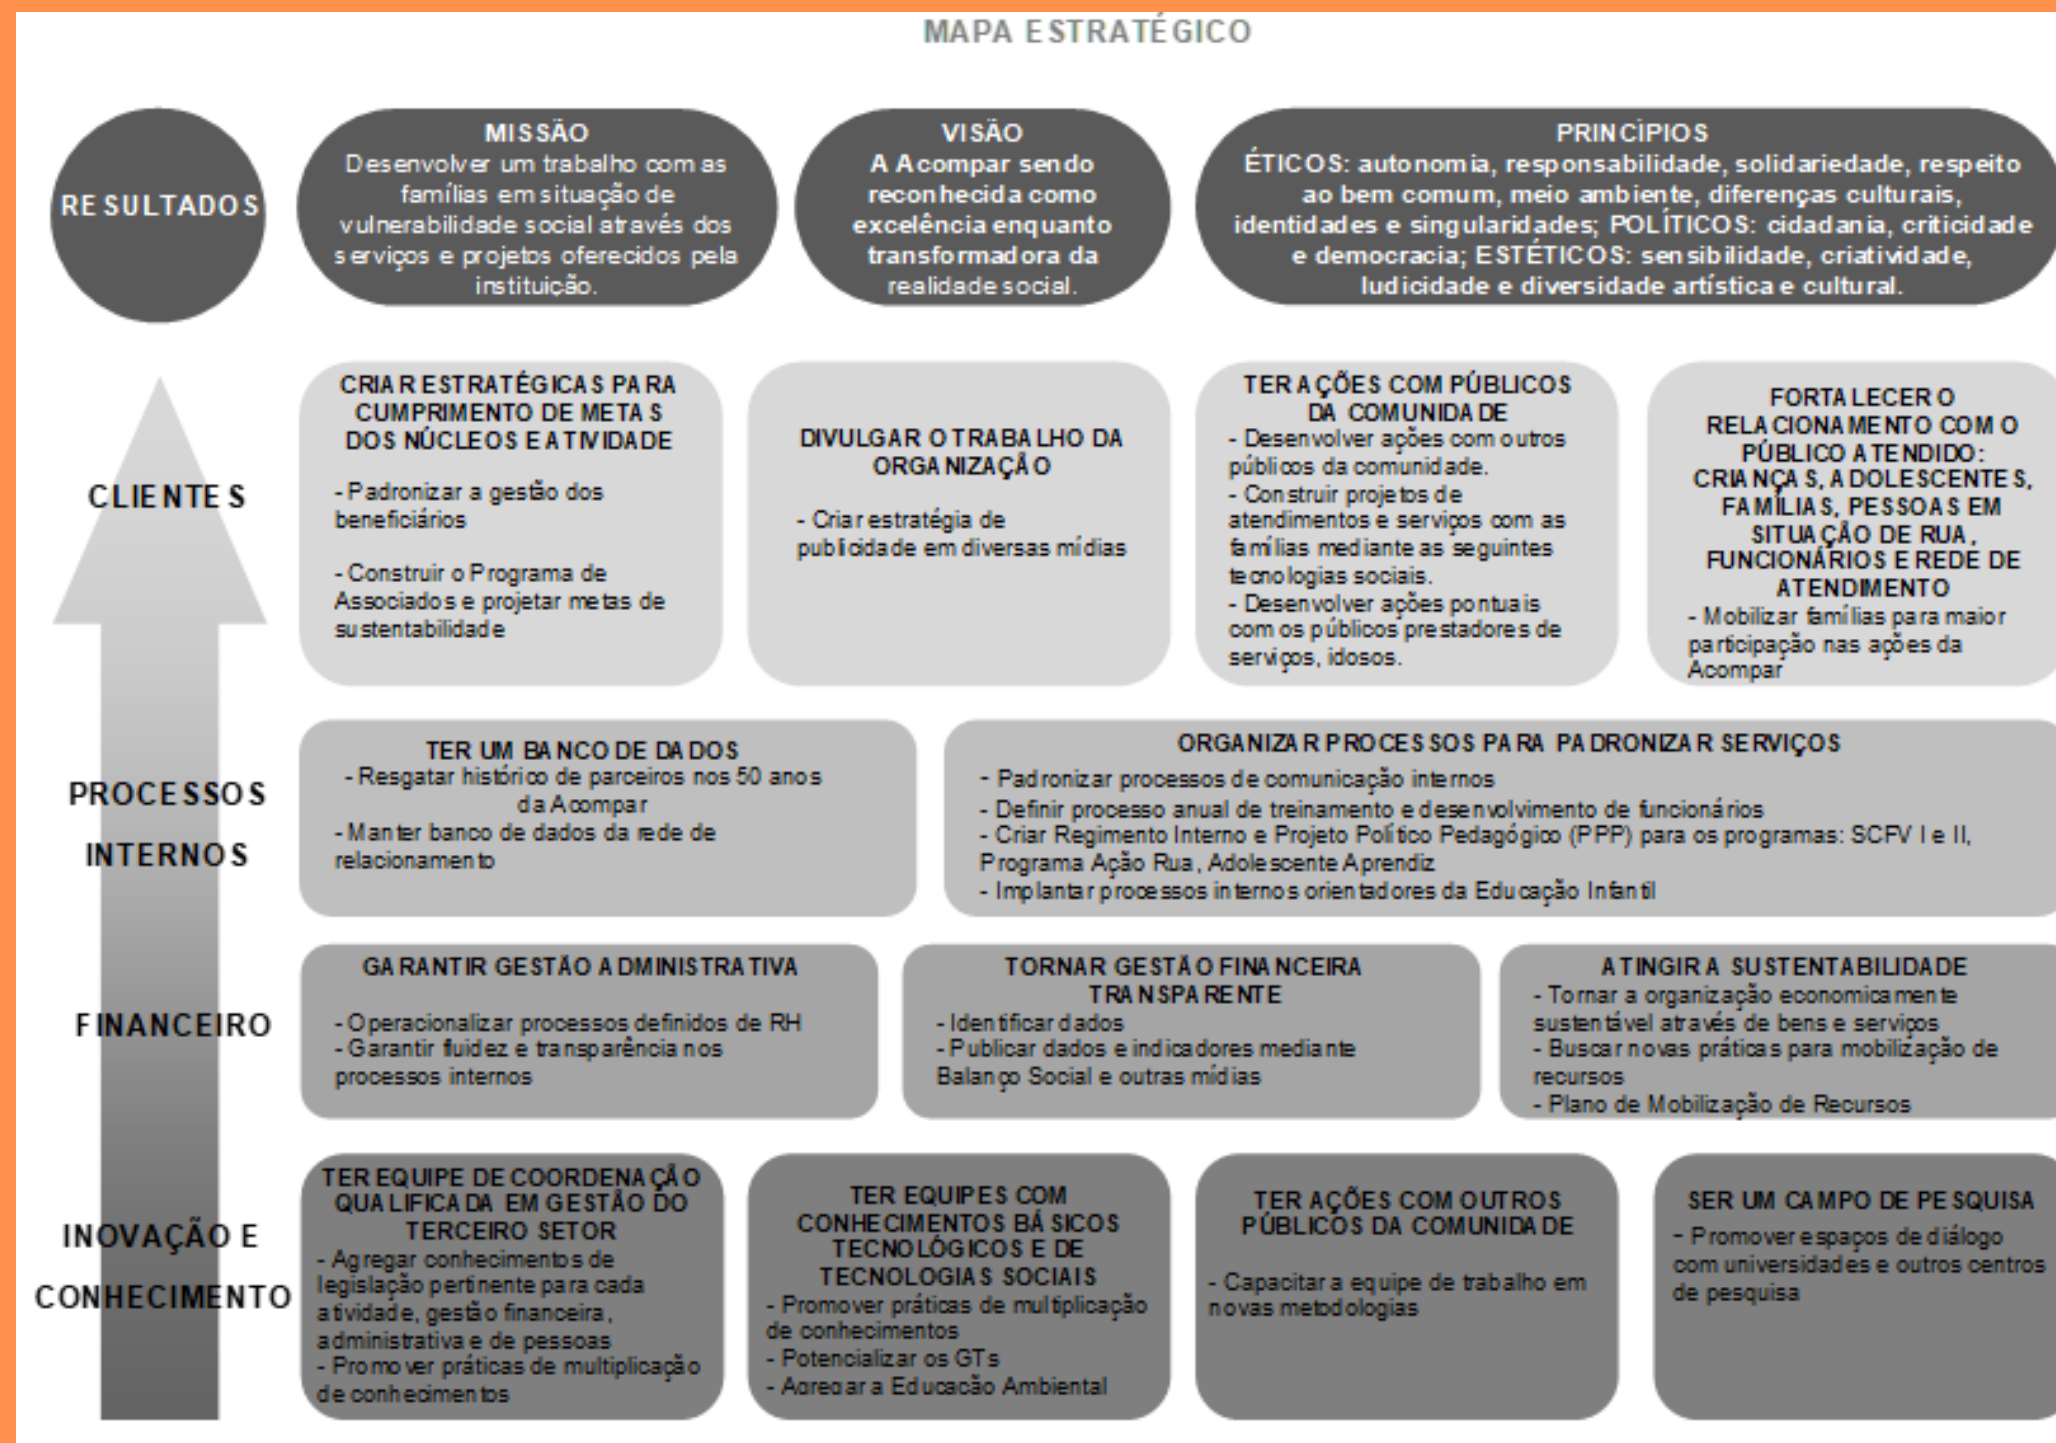 MAPA ESTRATÉGICO
RESULTADOS
MISSÃO
Desenvolver um trabalho com as
famílias em situação de
vulnerabilidade social através dos
serviços e projetos oferecidos pela
instituição.
VISÃO
A Acompar sendo
reconhecida como
excelência enquanto
transformadora da
realidade social.
PRINCÌPIOS
ÉTICOS: autonomia, responsabilidade, solidariedade, respeito
ao bem comum, meio ambiente, diferenças culturais,
identidades e singularidades; POLÍTICOS: cidadania, criticidade
e democracia; ESTÉTICOS: sensibilidade, criatividade,
ludicidade e diversidade artística e cultural.
CLIENTES
CRIAR ESTRATÉGICAS PARA
CUMPRIMENTO DE METAS
DOS NÚCLEOS E ATIVIDADE
- Padronizar a gestão dos
beneficiários
- Construir o Programa de
Associados e projetar metas de
sustentabilidade
DIVULGAR O TRABALHO DA
ORGANIZAÇÃO
- Criar estratégia de
publicidade em diversas mídias
TER AÇÕES COM PÚBLICOS
DA COMUNIDADE
- Desenvolver ações com outros
públicos da comunidade.
- Construir projetos de
atendimentos e serviços com as
famílias mediante as seguintes
tecnologias sociais.
- Desenvolver ações pontuais
com os públicos prestadores de
serviços, idosos.
FORTALECER O
RELACIONAMENTO COM O
PÚBLICO ATENDIDO:
CRIANÇAS, ADOLESCENTES,
FAMÍLIAS, PESSOAS EM
SITUAÇÃO DE RUA,
FUNCIONÁRIOS E REDE DE
ATENDIMENTO
- Mobilizar famílias para maior
participação nas ações da
Acompar
PROCESSOS
INTERNOS
TER UM BANCO DE DADOS
- Resgatar histórico de parceiros nos 50 anos
da Acompar
- Manter banco de dados da rede de
relacionamento
ORGANIZAR PROCESSOS PARA PADRONIZAR SERVIÇOS
- Padronizar processos de comunicação internos
- Definir processo anual de treinamento e desenvolvimento de funcionários
- Criar Regimento Interno e Projeto Político Pedagógico (PPP) para os programas: SCFV I e II,
Programa Ação Rua, Adolescente Aprendiz
- Implantar processos internos orientadores da Educação Infantil
FINANCEIRO
GARANTIR GESTÃO ADMINISTRATIVA
- Operacionalizar processos definidos de RH
- Garantir fluidez e transparência nos
processos internos
TORNAR GESTÃO FINANCEIRA
TRANSPARENTE
- Identificar dados
- Publicar dados e indicadores mediante
Balanço Social e outras mídias
ATINGIR A SUSTENTABILIDADE
- Tornar a organização economicamente
sustentável através de bens e serviços
- Buscar novas práticas para mobilização de
recursos
- Plano de Mobilização de Recursos
INOVAÇÃO E
CONHECIMENTO
TER EQUIPE DE COORDENAÇÃO
QUALIFICADA EM GESTÃO DO
TERCEIRO SETOR
- Agregar conhecimentos de
legislação pertinente para cada
atividade, gestão financeira,
administrativa e de pessoas
- Promover práticas de multiplicação
de conhecimentos
TER EQUIPES COM
CONHECIMENTOS BÁSICOS
TECNOLÓGICOS E DE
TECNOLOGIAS SOCIAIS
- Promover práticas de multiplicação
de conhecimentos
- Potencializar os GTs
- Agregar a Educação Ambiental
TER AÇÕES COM OUTROS
PÚBLICOS DA COMUNIDADE
- Capacitar a equipe de trabalho em
novas metodologias
SER UM CAMPO DE PESQUISA
- Promover espaços de diálogo
com universidades e outros centros
de pesquisa